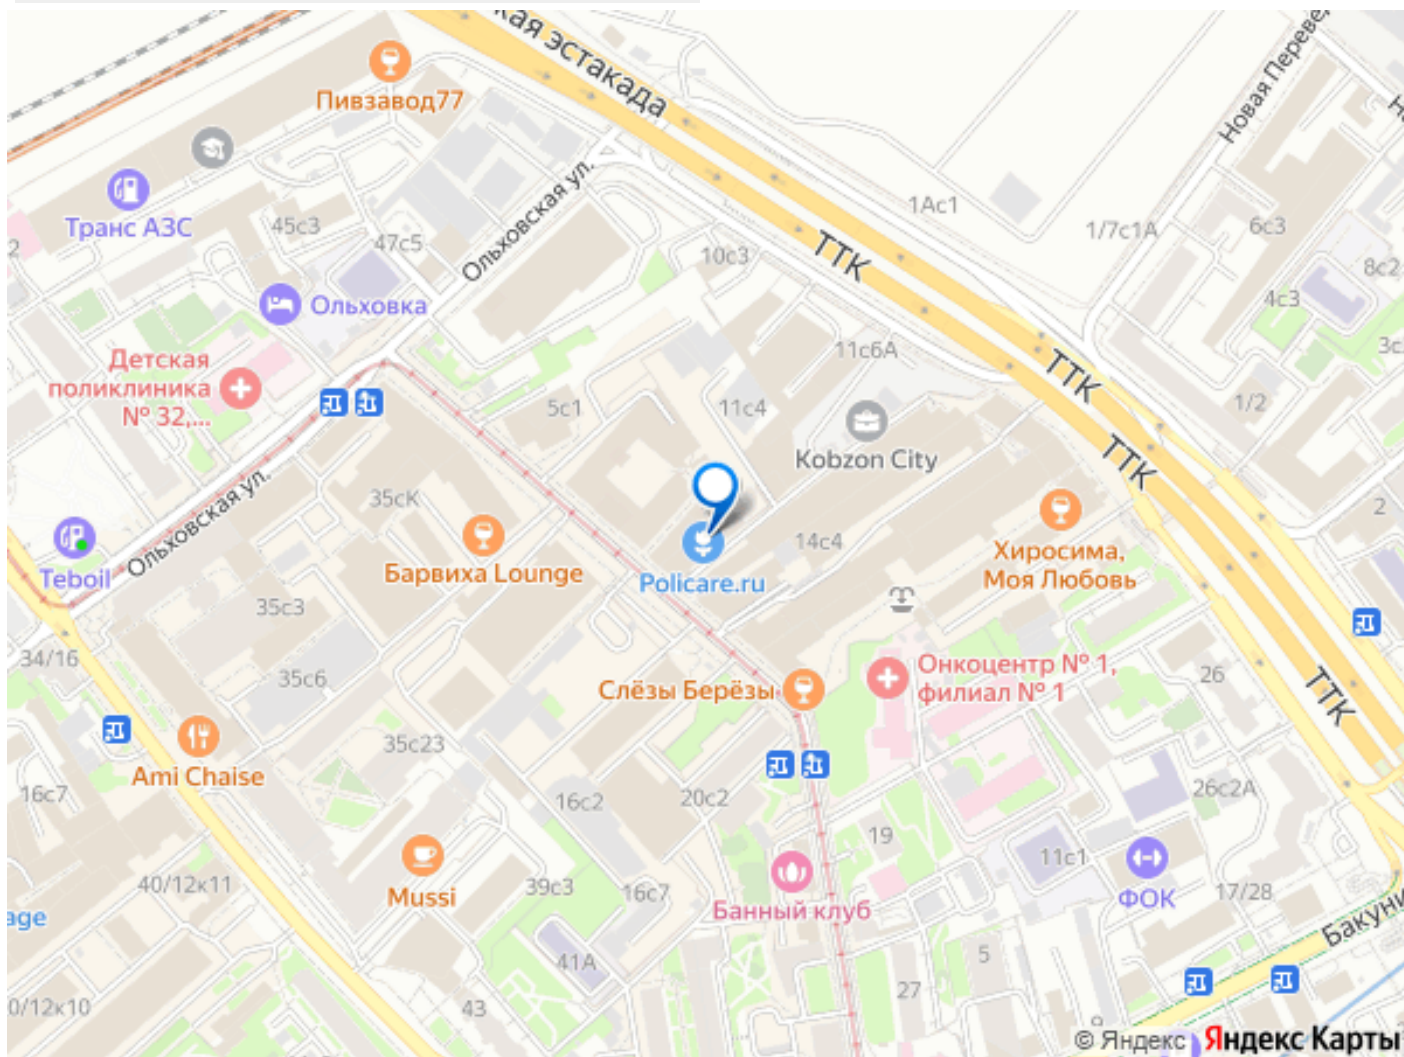 кая эстакада
Новая Перевед
Пивзавод77
Транс АЗС
45с3
47с5
Ольховская ул.
1Ас1
1/7с1А
6с3
8с2
4с3
3с
2
10с3
ТТК
Ольховка
Детская
поликлиника
№ 32,...
5с1
11с4
11с6А
ТТК
1/2
Kobzon City
ТТК
35сК
Ольховская ул.
2
Teboil
Барвиха Lounge
Policare.ru
14с4
Хиросима,
Моя Любовь
35с3
34/16
35с6
Слёзы Берёзы
Онкоцентр № 1,
филиал № 1
26
ТТК
35с23
Ami Chaise
16с7
16с2
20с2
26с2А
19
11с1
Mussi
40/12к11
39с3
16с7
Банный клуб
ФОК
17/28
age
Бакуни
41А
5
27
0/12к10
43
9
© Яндекс Яндекс Карты